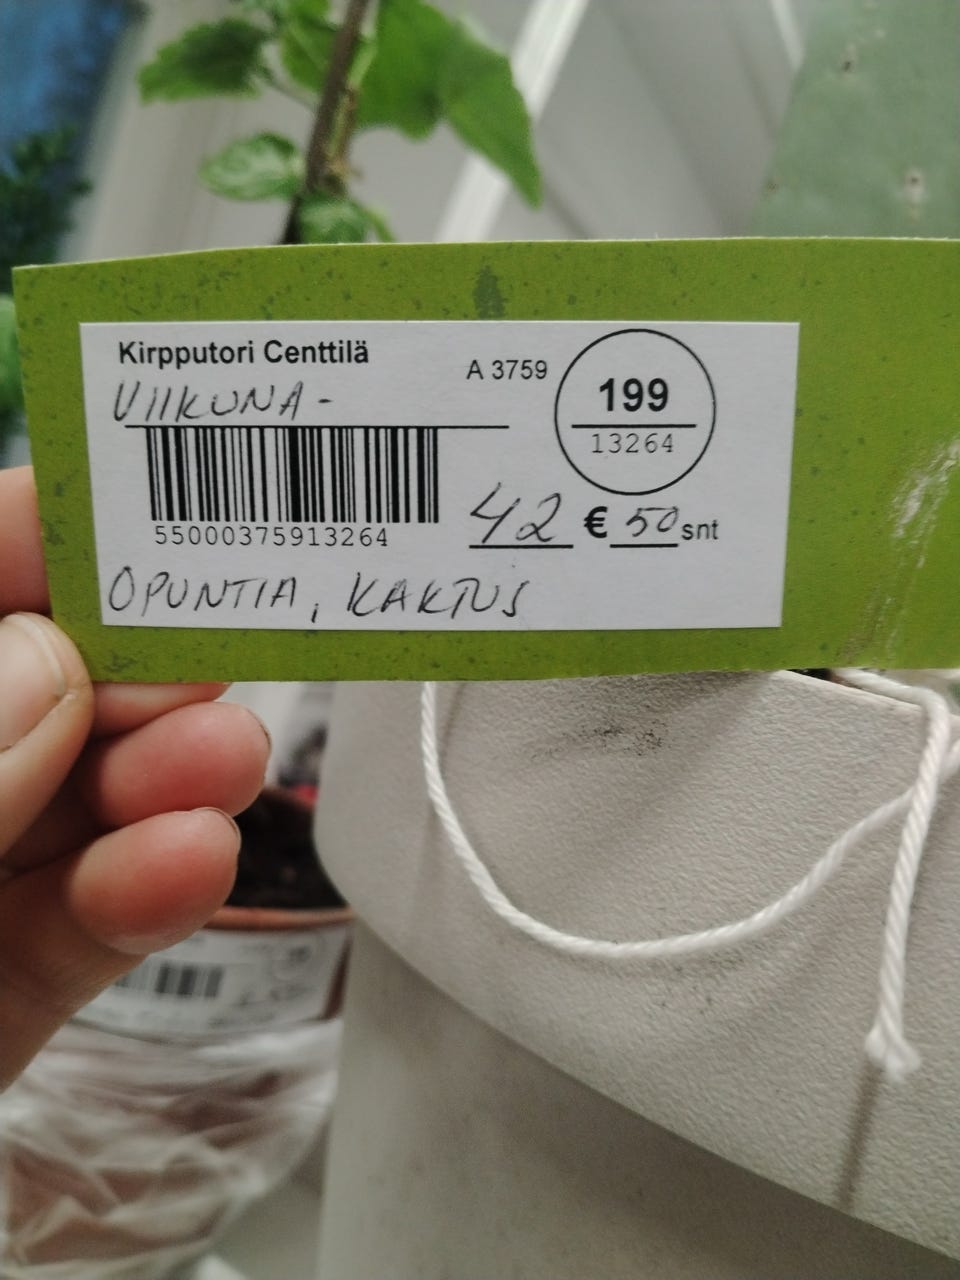 Kirpputori Centtilä
A 3759
199
13264
VIIKUNA-
42 € 50 snt
55000375913264
OPUNTIA, KAKTUS